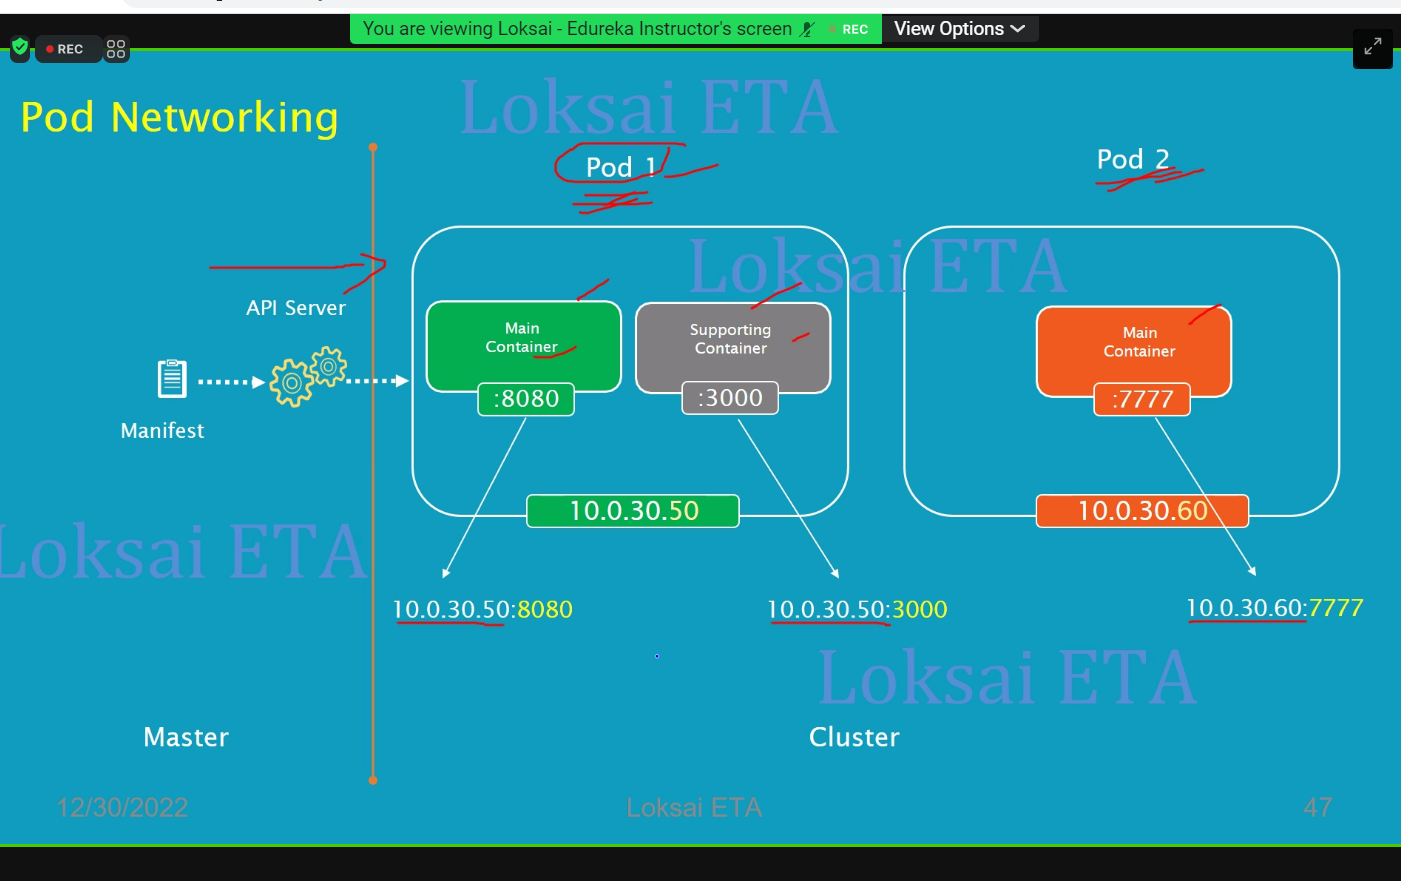 You are viewing Loksai - Edureka Instructor's screen
REC
View Options
REC
Loksai ETA
Pod Networking
Pod 1
Pod 2
Loksai ETA
API Server
Main
Container
Supporting
Container
Main
Container
:8080
:3000
:7777
Manifest
10.0.30.50
10.0.30.60
Loksai ETA
10.0.30.50:8080
10.0.30.50:3000
10.0.30.60:7777
Loksai ETA
Master
Cluster
12/30/2022
Loksai ETA
47